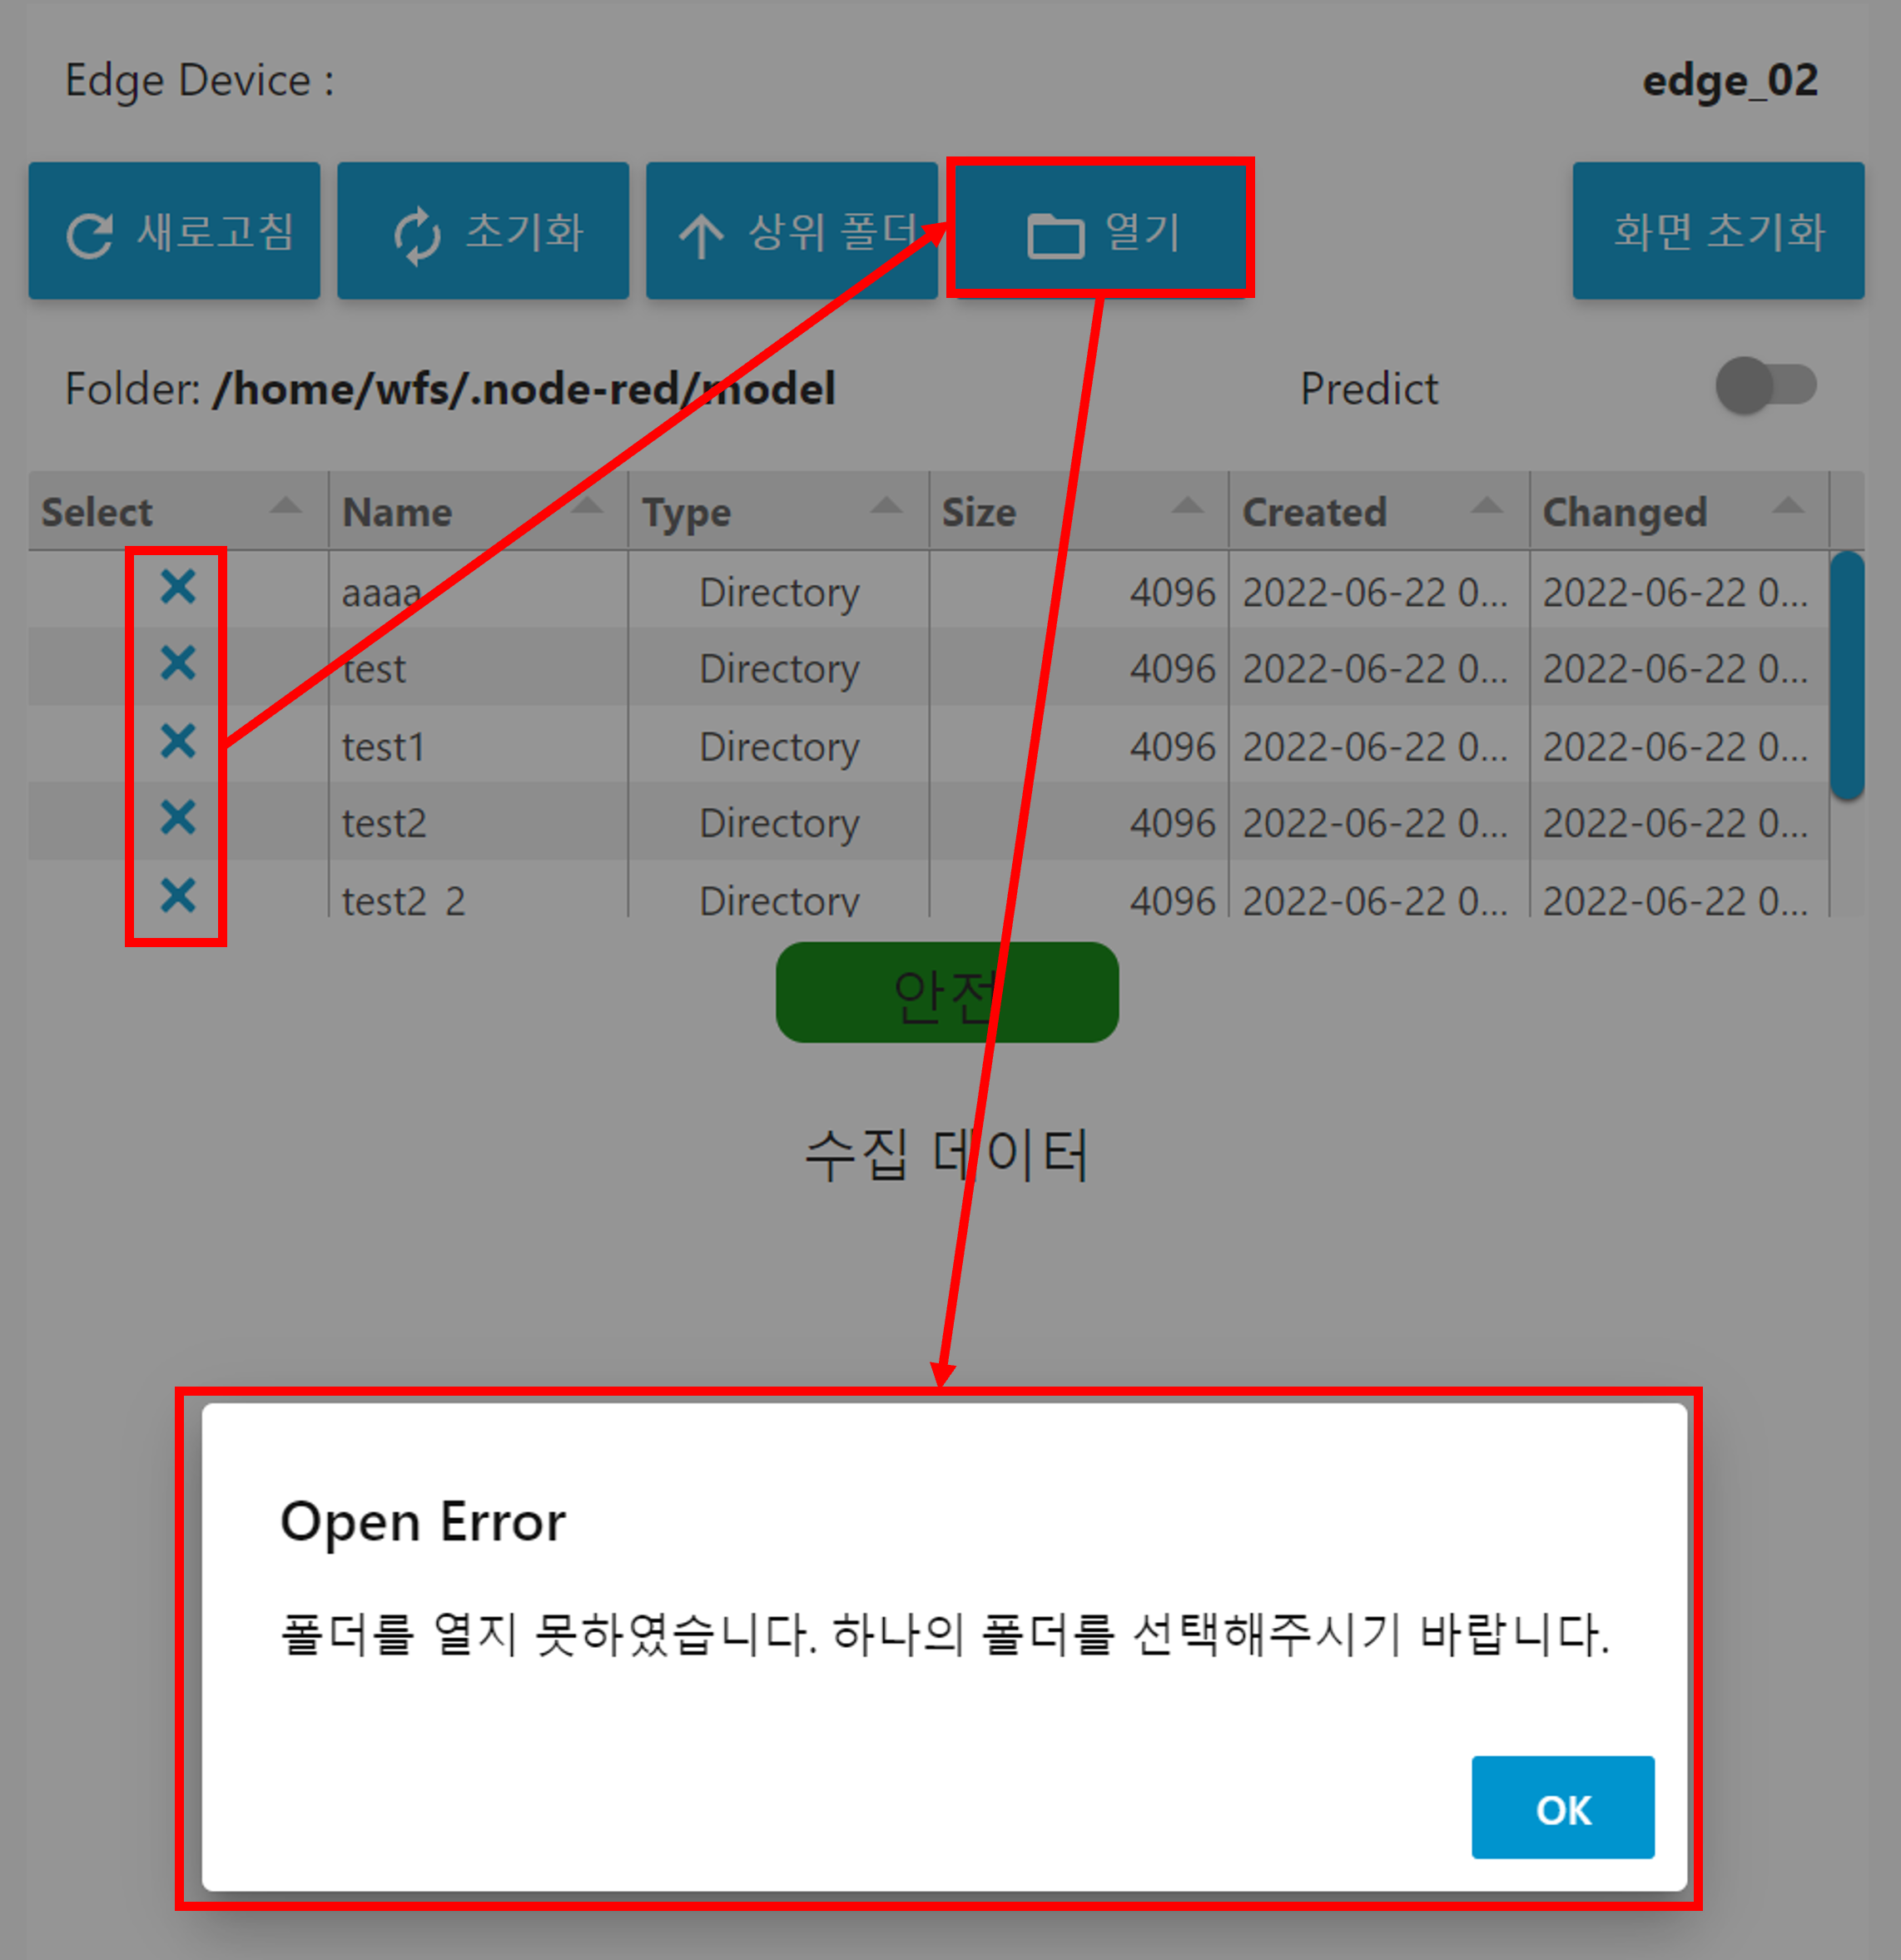 Edge Device : edge_02
새로고침 초기화 상위 폴더 열기 화면 초기화
Folder: /home/wfs/.node-red/model Predict
Select Name Type Size Created Changed
aaaa Directory 4096 2022-06-22 0... 2022-06-22 0...
test Directory 4096 2022-06-22 0... 2022-06-22 0...
test1 Directory 4096 2022-06-22 0... 2022-06-22 0...
test2 Directory 4096 2022-06-22 0... 2022-06-22 0...
test2_2 Directory 4096 2022-06-22 0... 2022-06-22 0...
안전
수집 데이터
Open Error
폴더를 열지 못하였습니다. 하나의 폴더를 선택해주시기 바랍니다.
OK